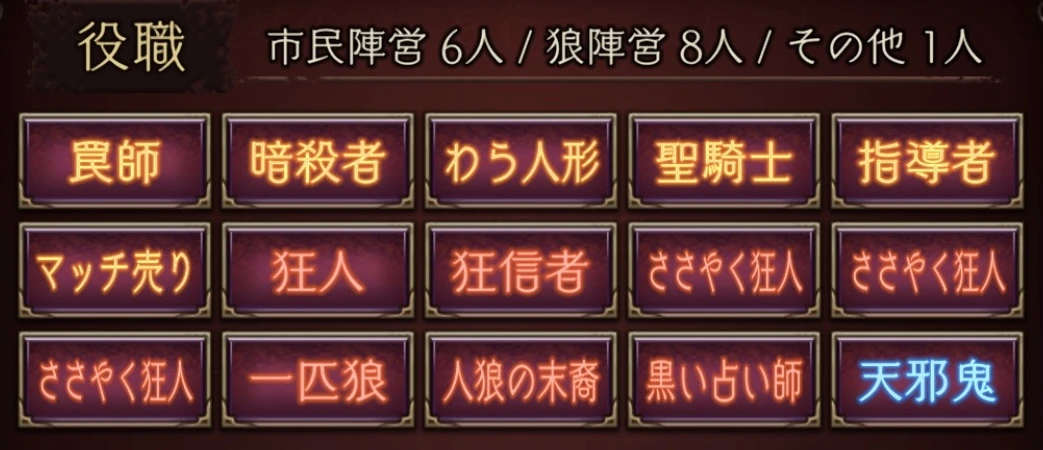 役職 市民陣営 6人 / 狼陣営 8人 / その他 1人
罠師 暗殺者 わら人形 聖騎士 指導者
マッチ売り 狂人 狂信者 ささやく狂人 ささやく狂人
ささやく狂人 一匹狼 人狼の末裔 黒い占い師 天邪鬼